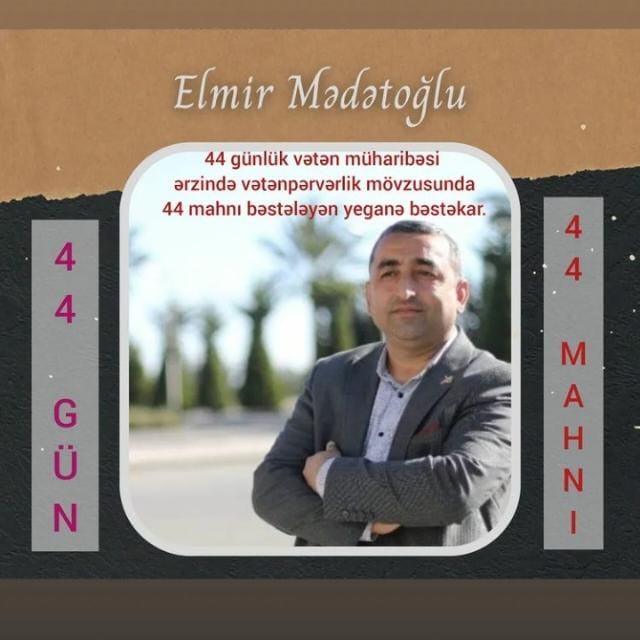 Elmir Mədətoğlu
44 günlük vətən müharibəsi
ərzində vətənpərvərlik mövzusunda
44 mahnı bəstələyən yeganə bəstəkar.
44 GÜN
44 MAHNI